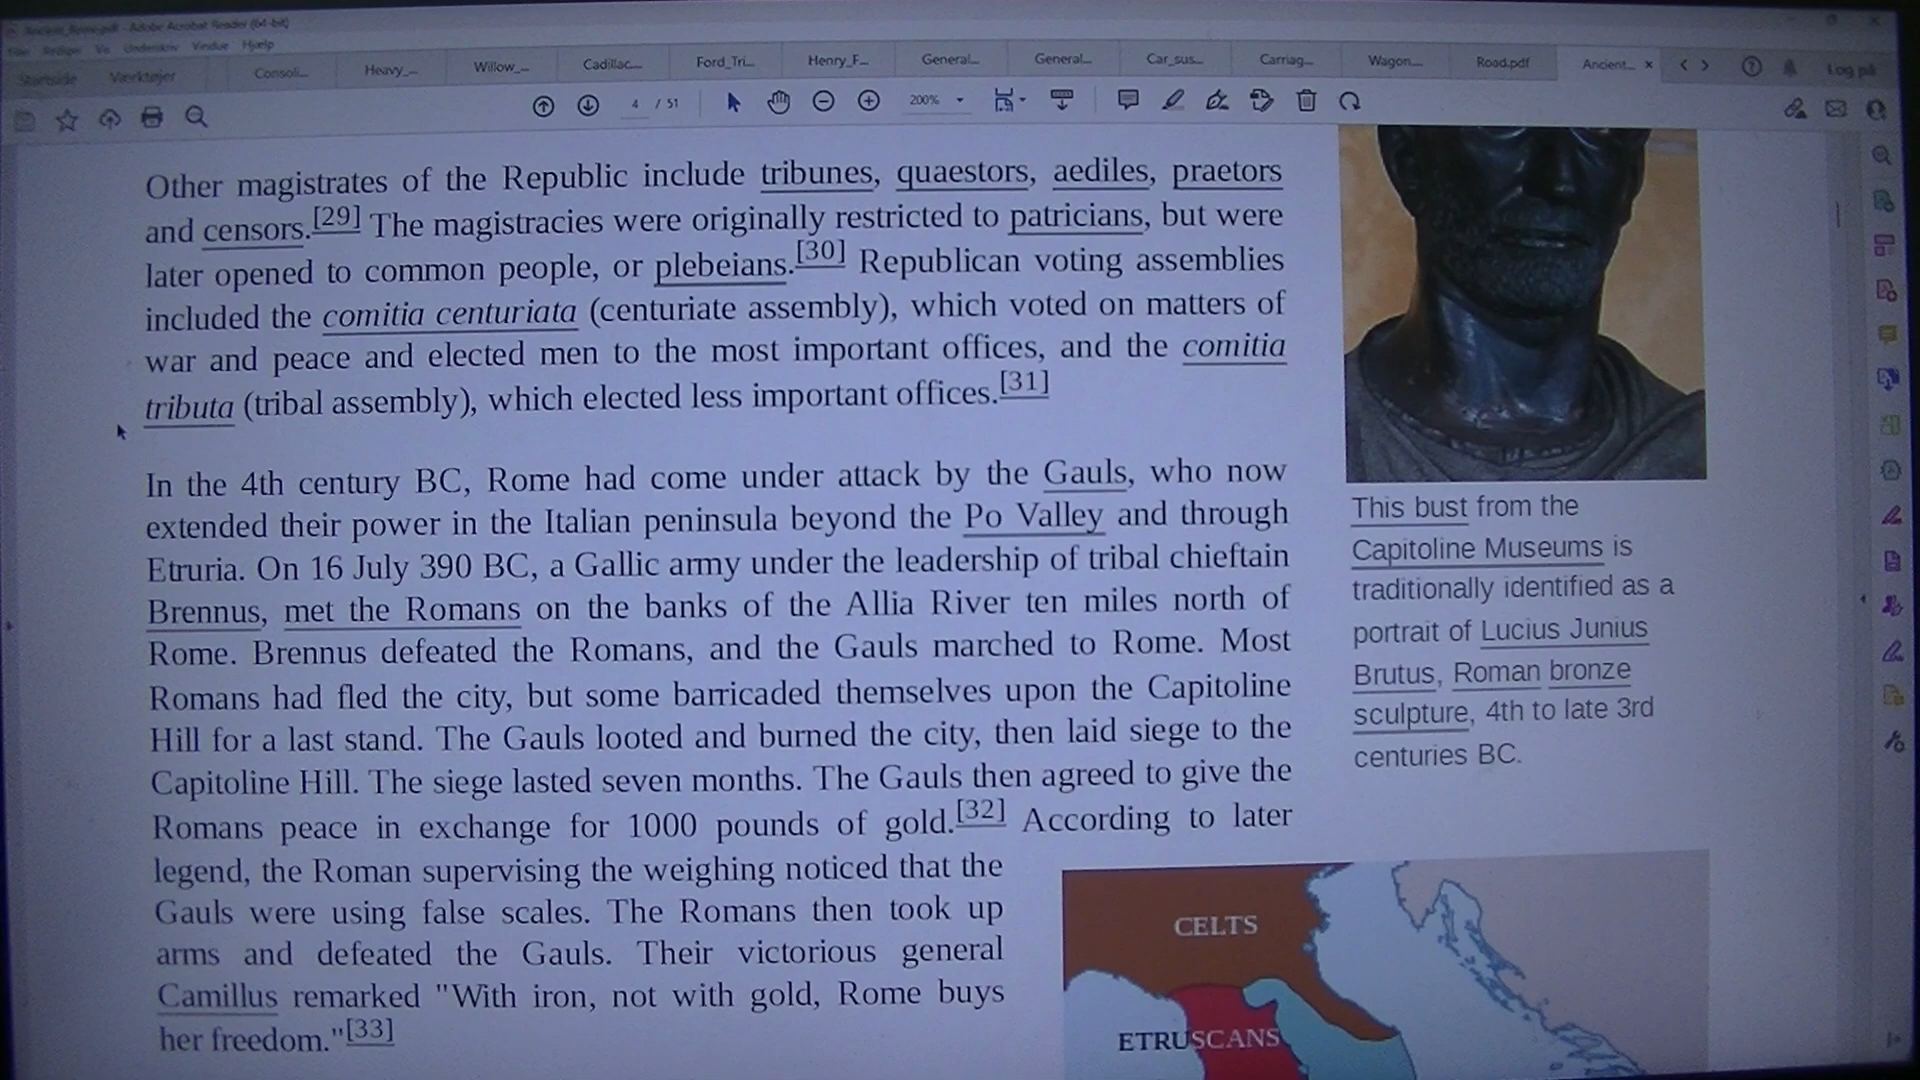 Adobe Acrobat Reader (64-bit)
Vindue Hjælp
Startside Værktøjer Consoli... Heavy_... Willow_... Cadillac... Ford_Tri... Henry_F... General... General... Car_sus... Carriag... Wagon.... Road.pdf Ancient... × Log på
4 / 51 200%
Other magistrates of the Republic include tribunes, quaestors, aediles, praetors
and censors.[29] The magistracies were originally restricted to patricians, but were
later opened to common people, or plebeians.[30] Republican voting assemblies
included the comitia centuriata (centuriate assembly), which voted on matters of
war and peace and elected men to the most important offices, and the comitia
tributa (tribal assembly), which elected less important offices.[31]
In the 4th century BC, Rome had come under attack by the Gauls, who now
extended their power in the Italian peninsula beyond the Po Valley and through
Etruria. On 16 July 390 BC, a Gallic army under the leadership of tribal chieftain
Brennus, met the Romans on the banks of the Allia River ten miles north of
Rome. Brennus defeated the Romans, and the Gauls marched to Rome. Most
Romans had fled the city, but some barricaded themselves upon the Capitoline
Hill for a last stand. The Gauls looted and burned the city, then laid siege to the
Capitoline Hill. The siege lasted seven months. The Gauls then agreed to give the
Romans peace in exchange for 1000 pounds of gold.[32] According to later
legend, the Roman supervising the weighing noticed that the
Gauls were using false scales. The Romans then took up
arms and defeated the Gauls. Their victorious general
Camillus remarked "With iron, not with gold, Rome buys
her freedom."[33]
This bust from the
Capitoline Museums is
traditionally identified as a
portrait of Lucius Junius
Brutus, Roman bronze
sculpture, 4th to late 3rd
centuries BC.
CELTS
ETRUSCANS